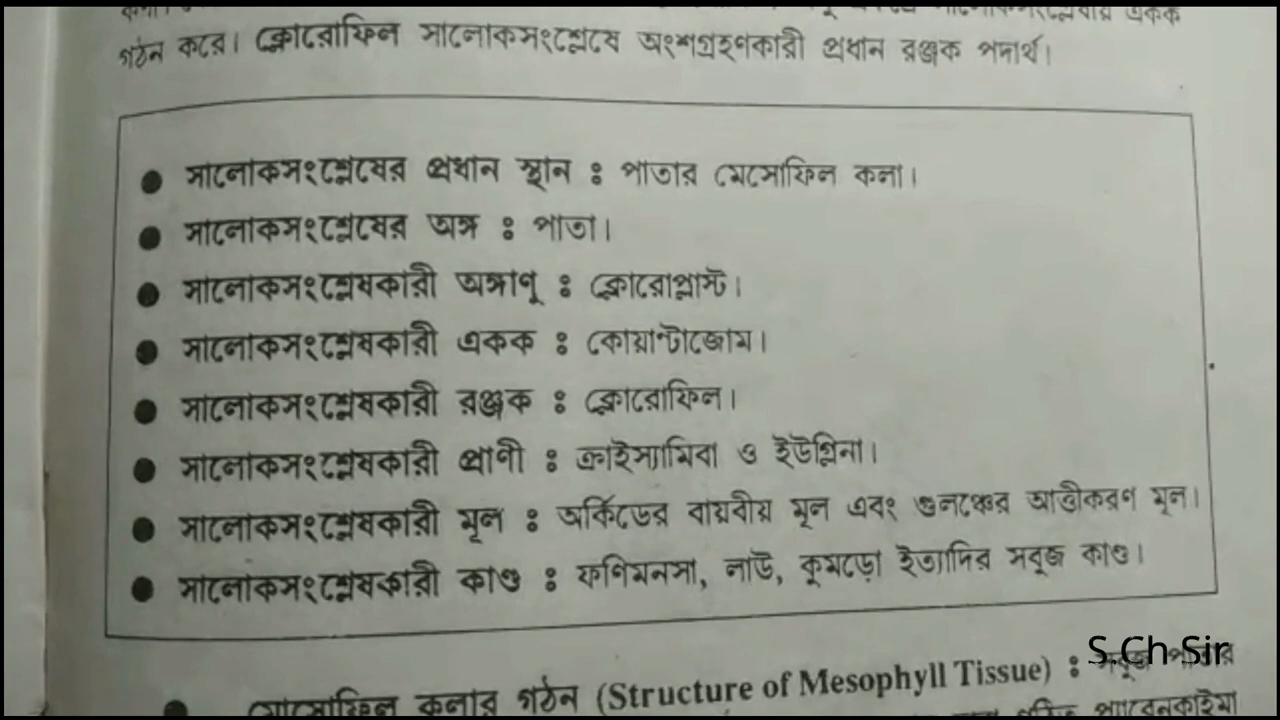 গঠন করে। ক্লোরোফিল সালোকসংশ্লেষে অংশগ্রহণকারী প্রধান রঞ্জক পদার্থ।
● সালোকসংশ্লেষের প্রধান স্থান : পাতার মেসোফিল কলা।
● সালোকসংশ্লেষের অঙ্গ : পাতা।
● সালোকসংশ্লেষকারী অঙ্গাণু : ক্লোরোপ্লাস্ট।
● সালোকসংশ্লেষকারী একক : কোয়ান্টাজোম।
● সালোকসংশ্লেষকারী রঞ্জক : ক্লোরোফিল।
● সালোকসংশ্লেষকারী প্রাণী : ক্রাইস্যামিবা ও ইউগ্লিনা।
● সালোকসংশ্লেষকারী মূল : অর্কিডের বায়বীয় মূল এবং গুলঞ্চের আত্তীকরণ মূল।
● সালোকসংশ্লেষকারী কাণ্ড : ফণিমনসা, লাউ, কুমড়ো ইত্যাদির সবুজ কাণ্ড।
● মেসোফিল কলার গঠন (Structure of Mesophyll Tissue) : সবুজ পাতার
S.Ch Sir